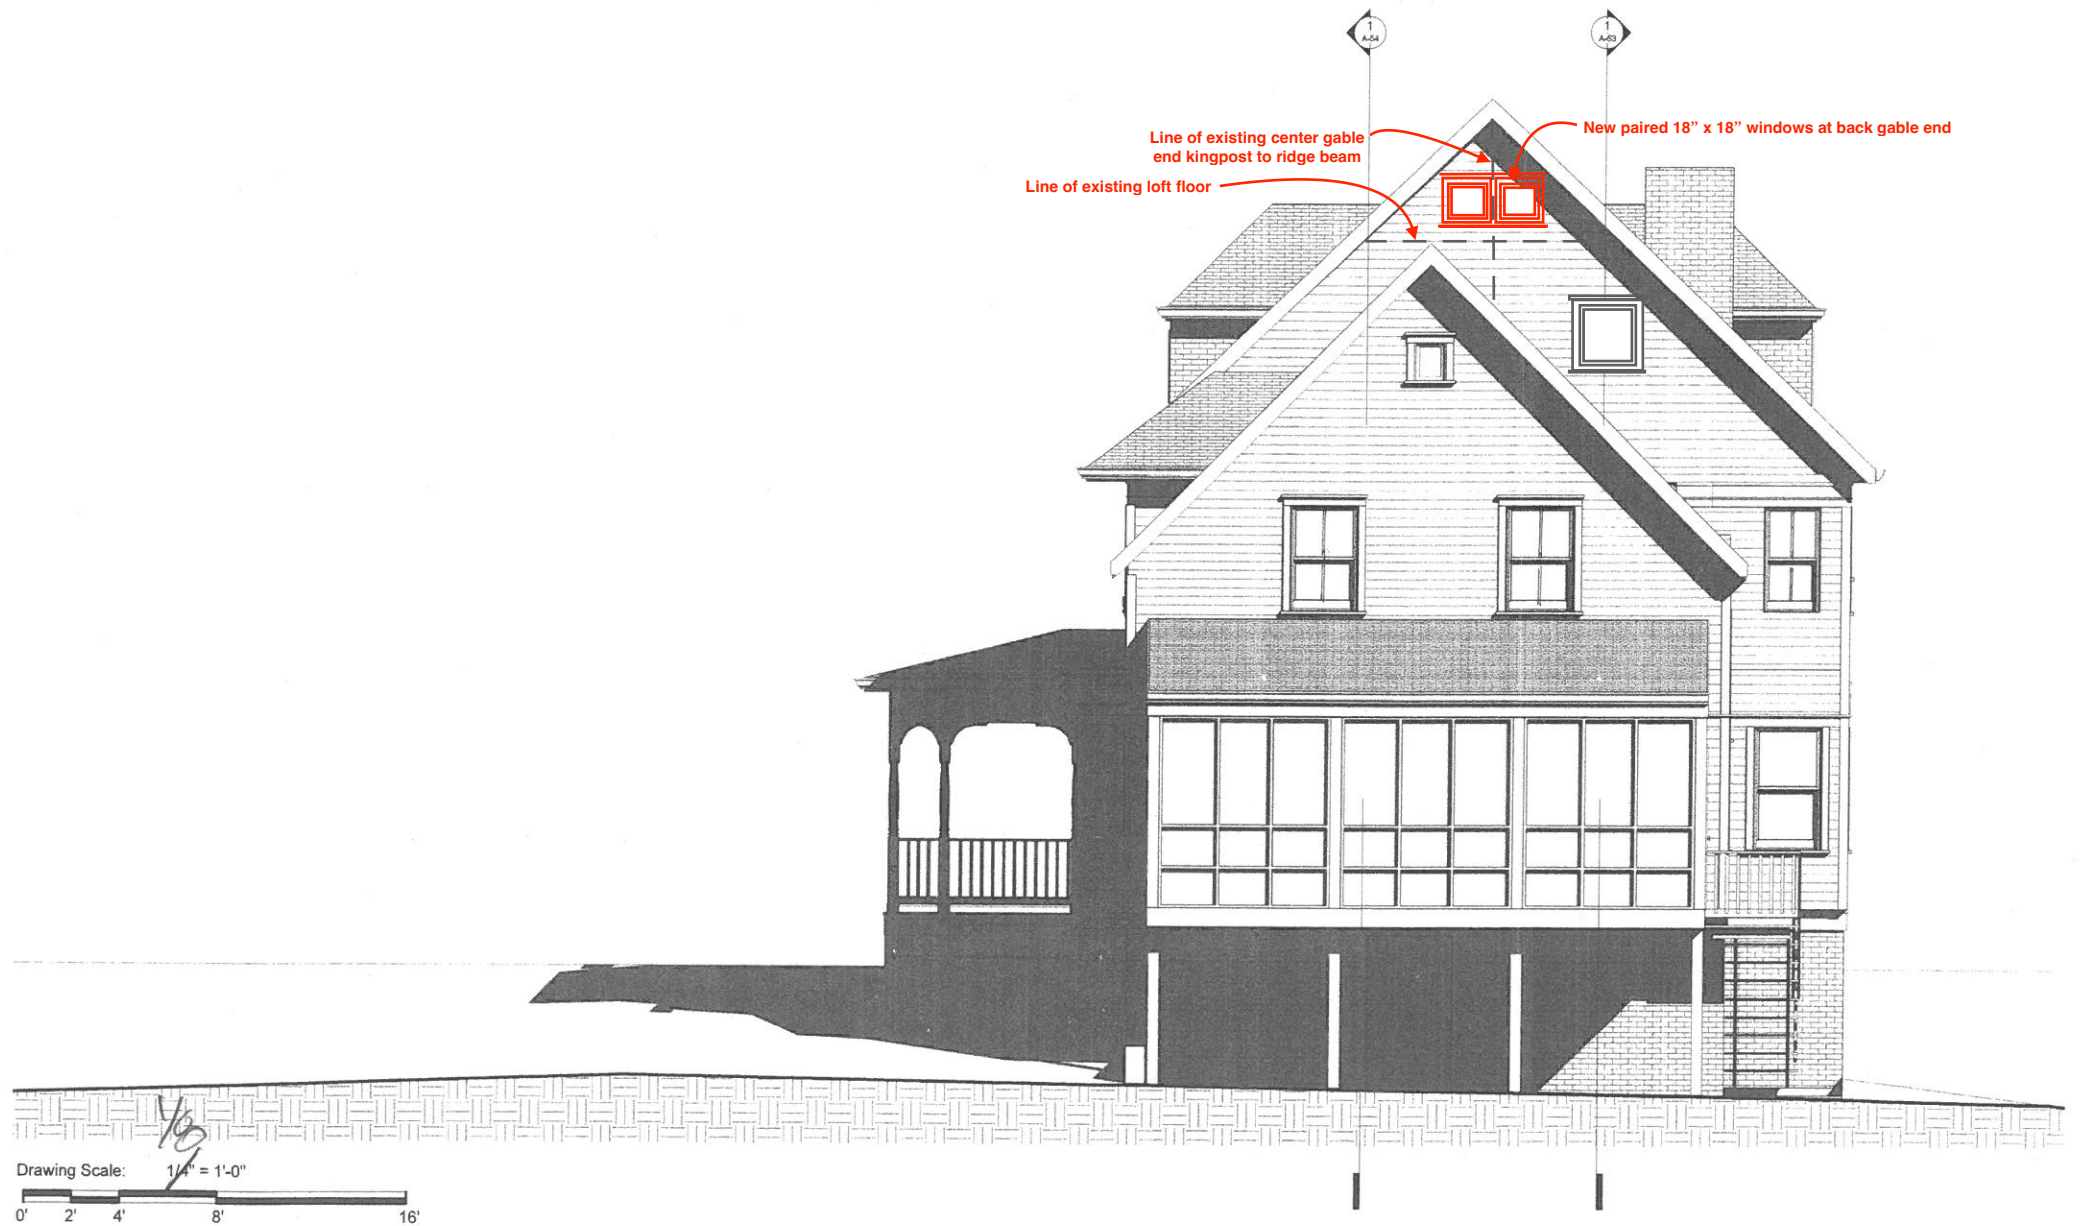 1
A-54
1
A-53
Line of existing center gable
end kingpost to ridge beam
New paired 18” x 18” windows at back gable end
Line of existing loft floor
Drawing Scale: 1/4" = 1'-0"
0' 2' 4' 8' 16'